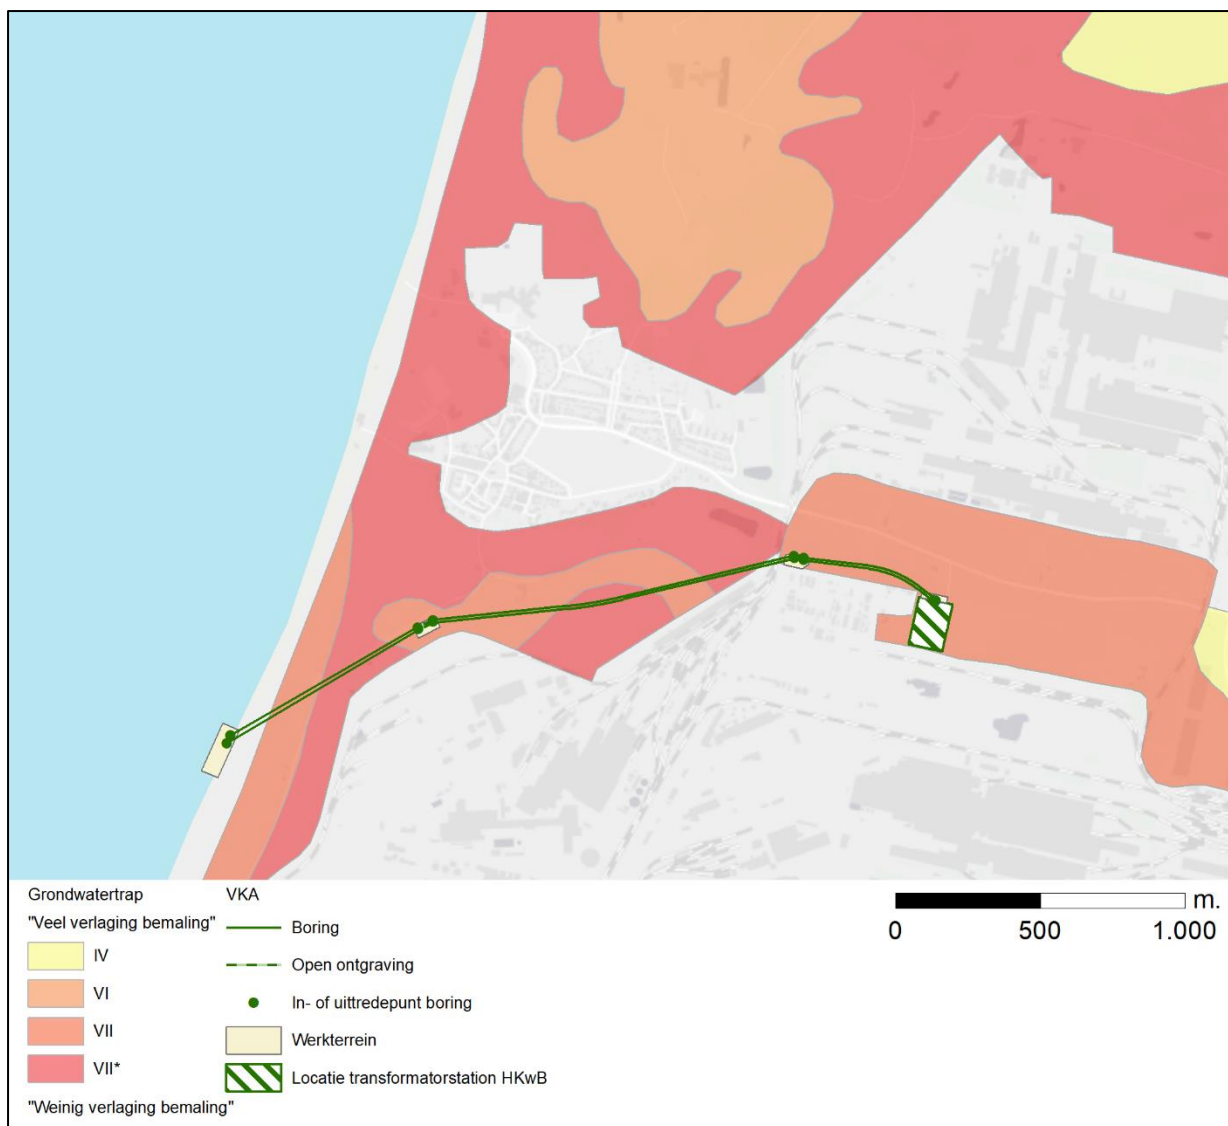 Grondwatertrap
"Veel verlaging bemaling"
IV
VI
VII
VII*
"Weinig verlaging bemaling"
VKA
Boring
Open ontgraving
In- of uittredepunt boring
Werkterrein
Locatie transformatorstation HKwB
m.
0 500 1.000